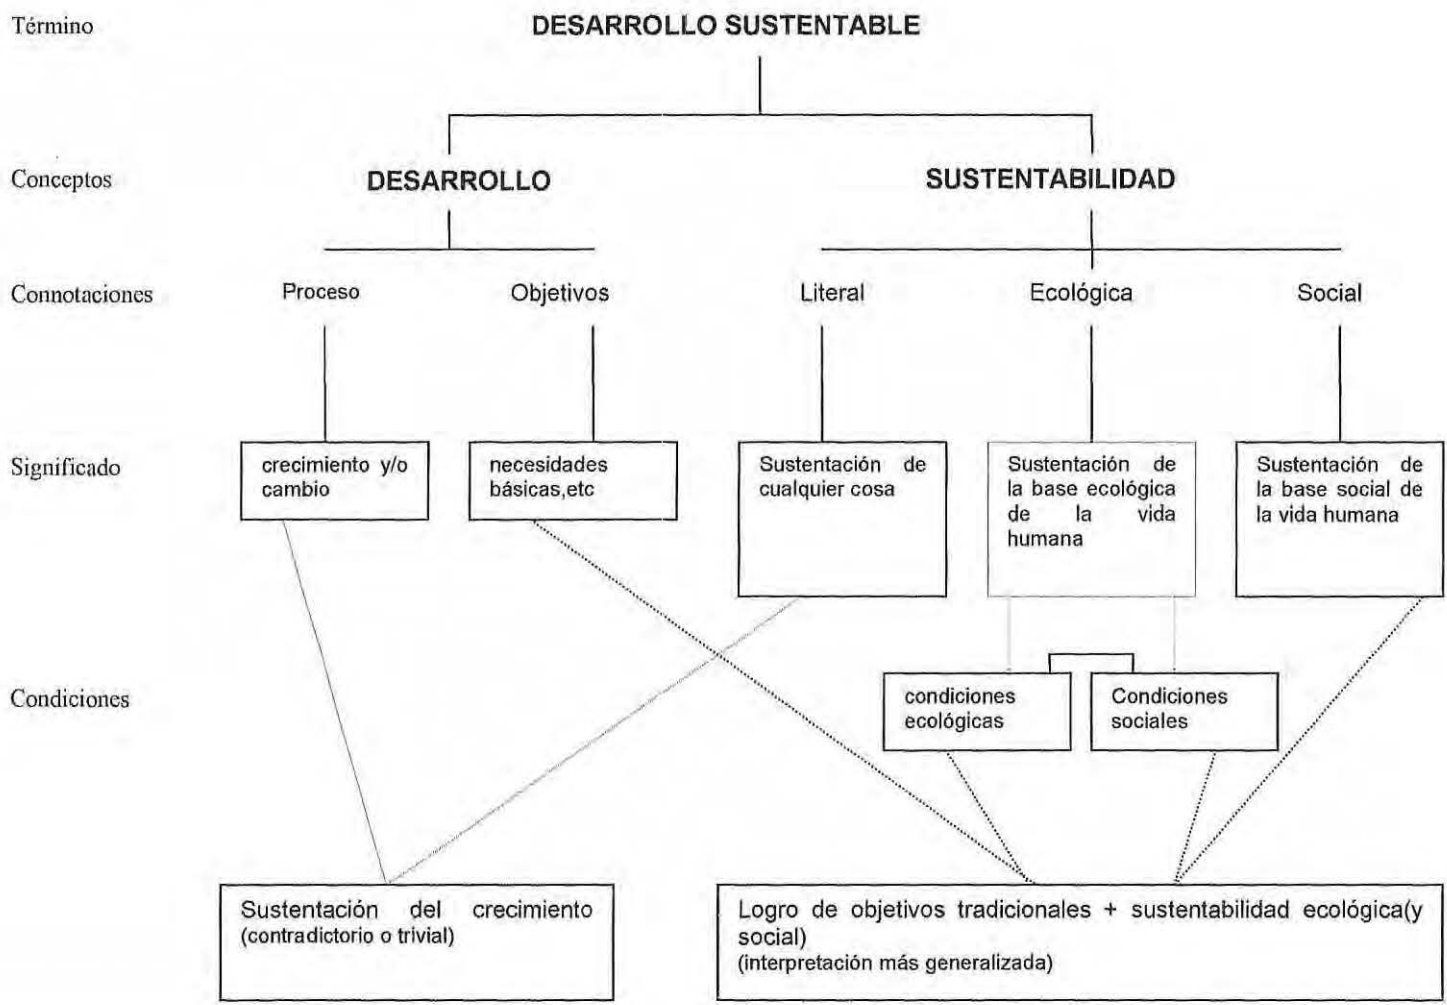 Término
DESARROLLO SUSTENTABLE
Conceptos
DESARROLLO
SUSTENTABILIDAD
Connotaciones
Proceso
Objetivos
Literal
Ecológica
Social
Significado
crecimiento y/o
cambio
necesidades
básicas,etc
Sustentación de
cualquier cosa
Sustentación de
la base ecológica
de la vida
humana
Sustentación de
la base social de
la vida humana
Condiciones
condiciones
ecológicas
Condiciones
sociales
Sustentación del crecimiento
(contradictorio o trivial)
Logro de objetivos tradicionales + sustentabilidad ecológica(y
social)
(interpretación más generalizada)